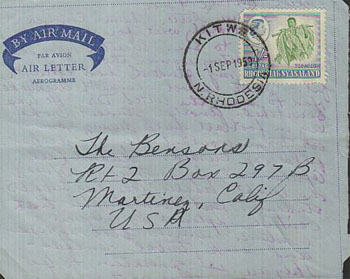 BY AIR MAIL
PAR AVION
AIR LETTER
AEROGRAMME
KITWE
-1 SEP 1959
N. RHODESIA
RHODESIA & NYASALAND
The Bensons
Rt 2 Box 297 B
Martinez, Calif
USA